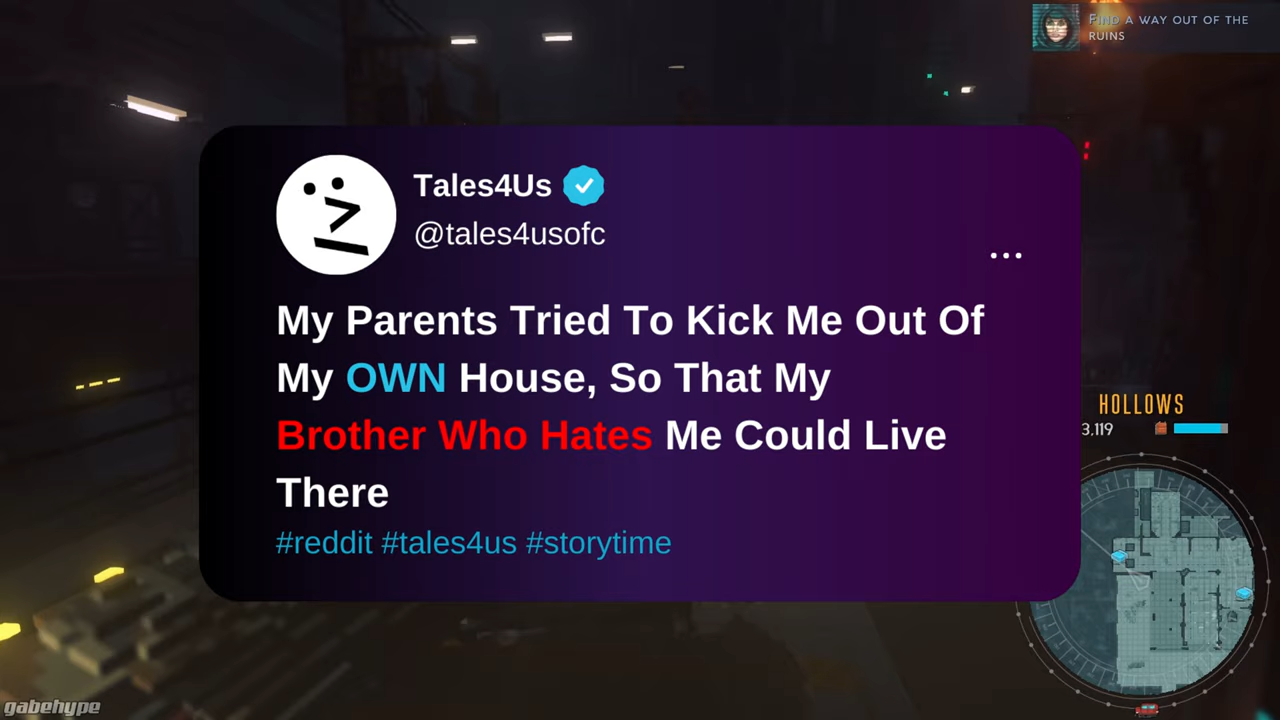 FIND A WAY OUT OF THE
RUINS
Tales4Us
@tales4usofc
...
My Parents Tried To Kick Me Out Of
My OWN House, So That My
Brother Who Hates Me Could Live
There
#reddit #tales4us #storytime
HOLLOWS
3,119
gabehype